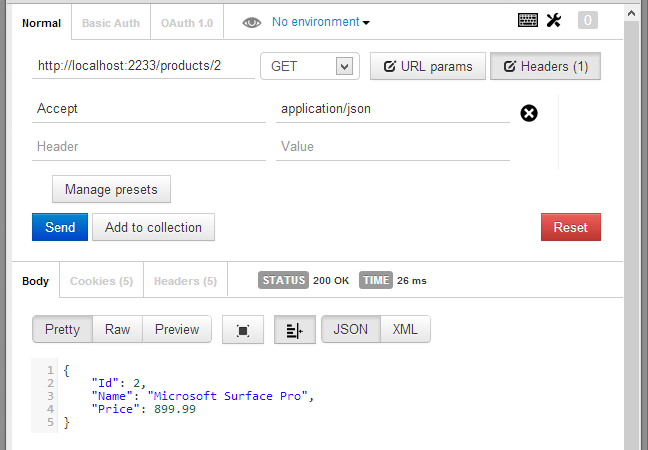 Normal Basic Auth OAuth 1.0 No environment 0
http://localhost:2233/products/2 GET URL params Headers (1)
Accept application/json
Header Value
Manage presets
Send Add to collection Reset
Body Cookies (5) Headers (5) STATUS 200 OK TIME 26 ms
Pretty Raw Preview JSON XML
1 {
2 "Id": 2,
3 "Name": "Microsoft Surface Pro",
4 "Price": 899.99
5 }